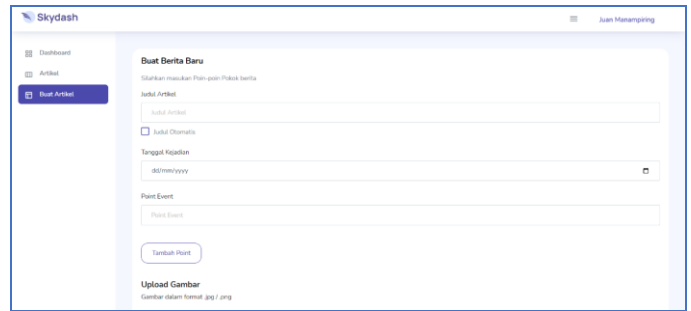 Skydash
Juan Manampiring
Dashboard
Artikel
Buat Artikel
Buat Berita Baru
Silahkan masukan Poin-poin Pokok berita
Judul Artikel
Judul Artikel
Judul Otomatis
Tanggal Kejadian
dd/mm/yyyy
Point Event
Point Event
Tambah Point
Upload Gambar
Gambar dalam format .jpg / .png